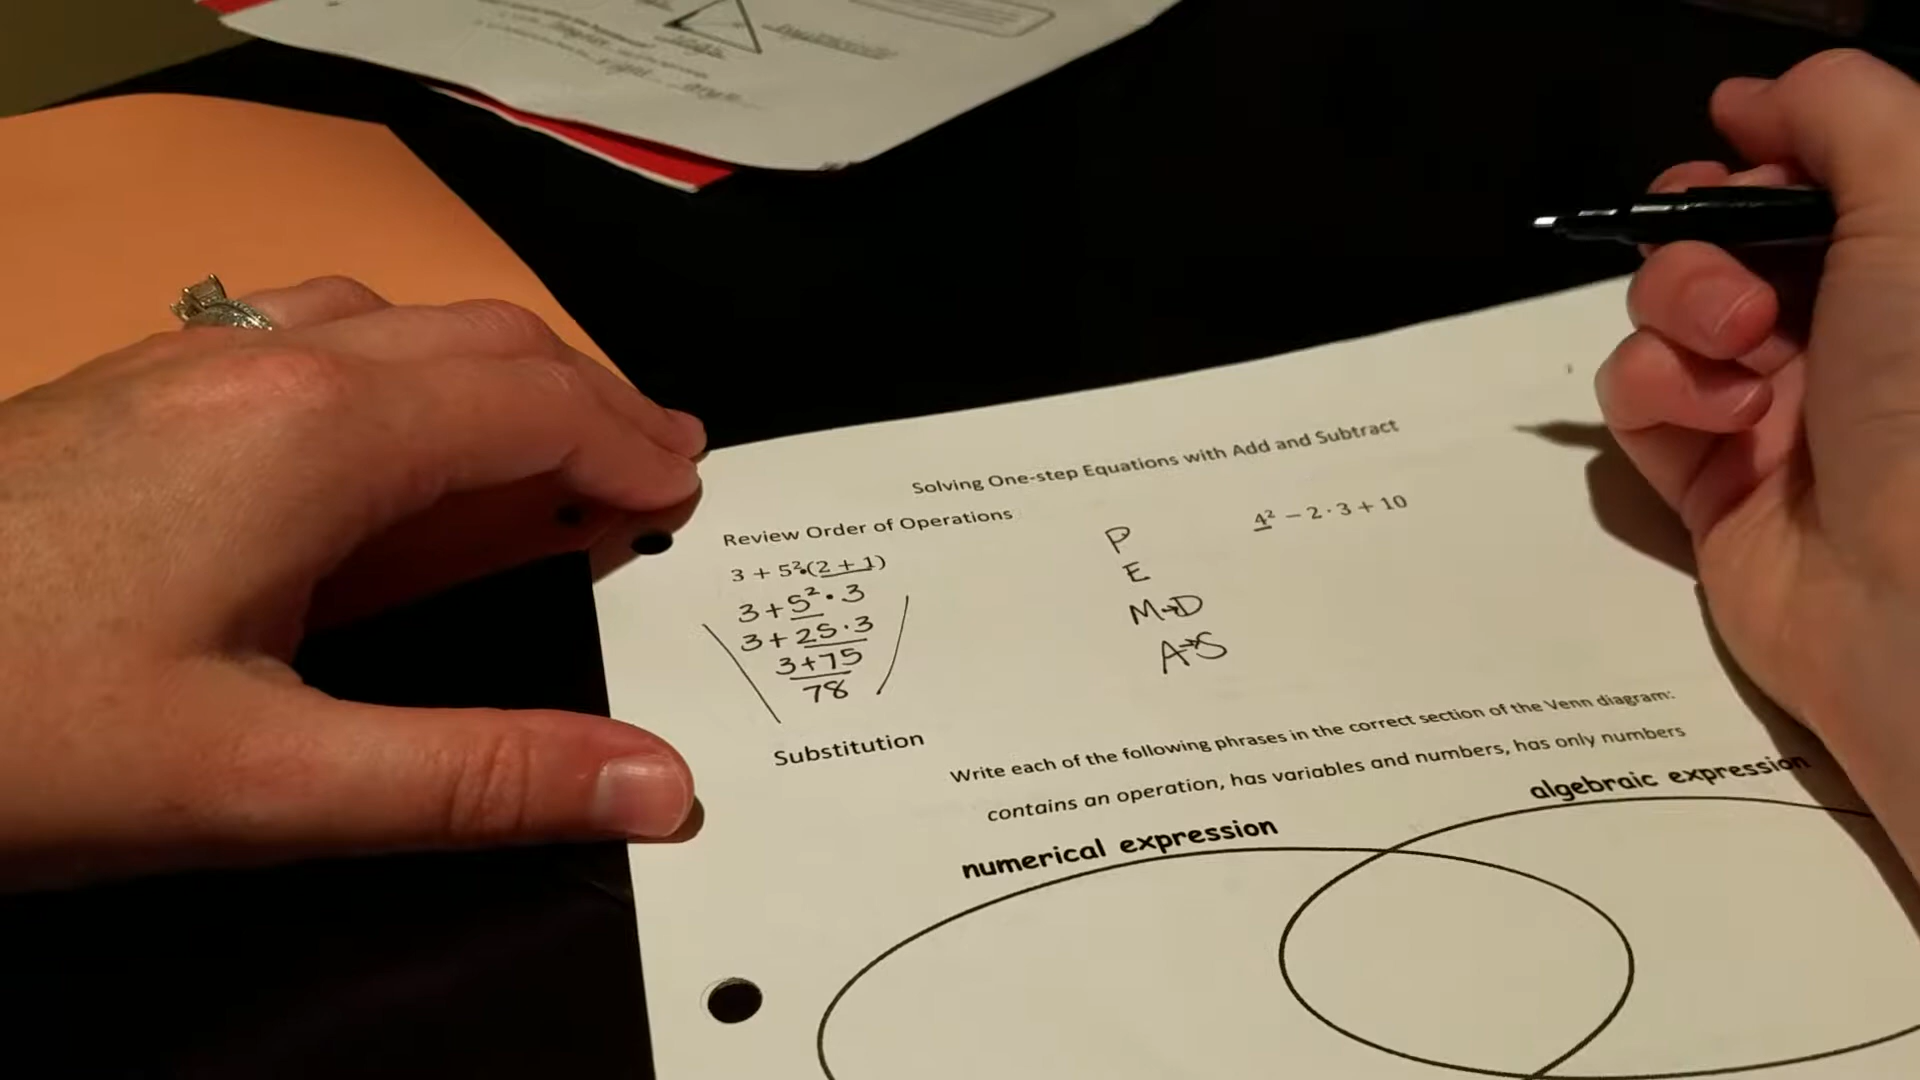 Solving One-step Equations with Add and Subtract
Review Order of Operations
3 + 5²•(2 + 1)
3 + 5² • 3
3 + 25 · 3
3 + 75
78
P
E
M→D
A→S
4² − 2 · 3 + 10
Substitution
Write each of the following phrases in the correct section of the Venn diagram:
contains an operation, has variables and numbers, has only numbers
numerical expression
algebraic expression